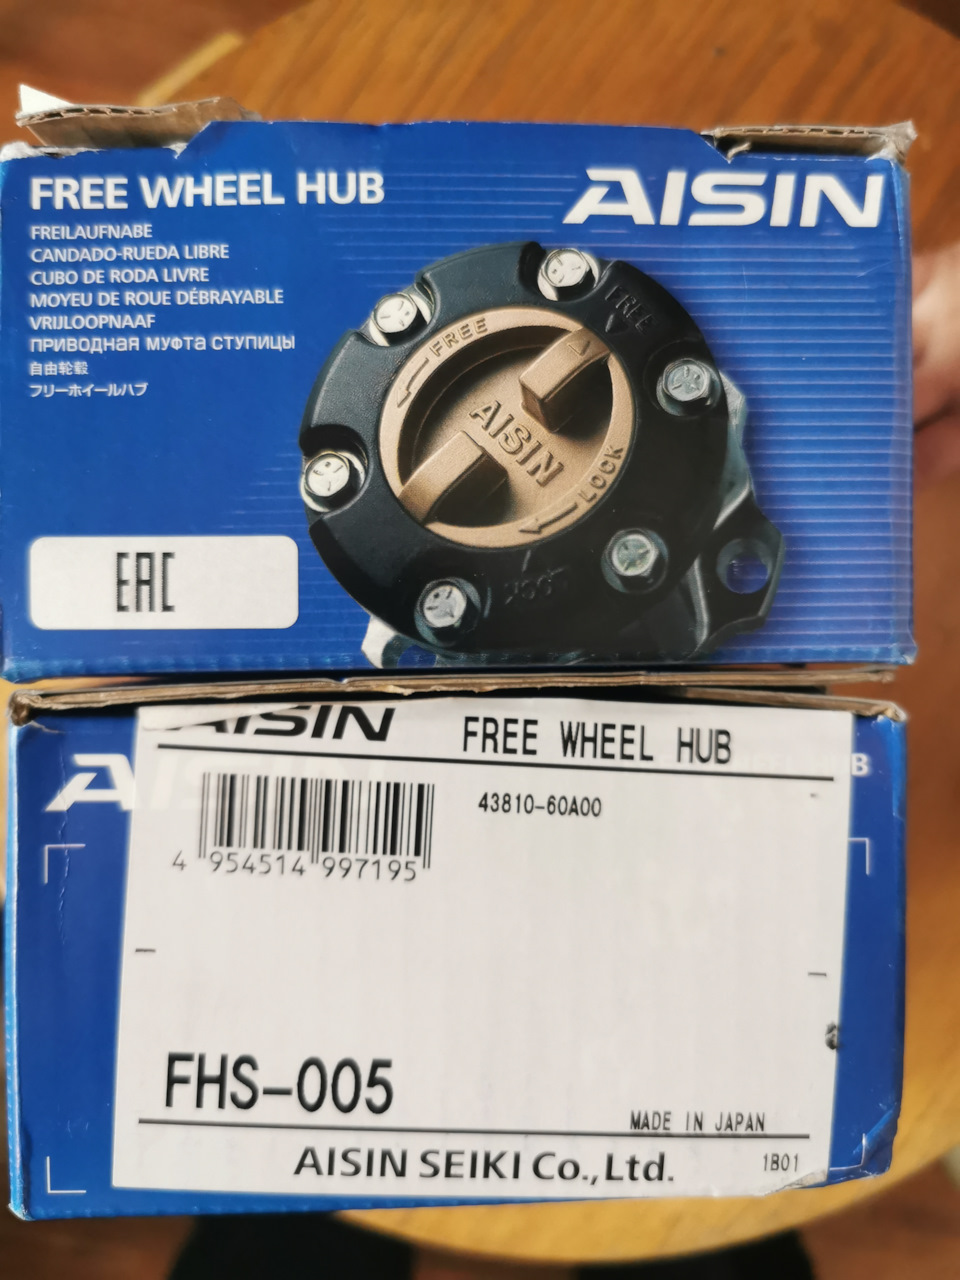 FREE WHEEL HUB
AISIN
FREILAUFNABE
CANDADO-RUEDA LIBRE
CUBO DE RODA LIVRE
MOYEU DE ROUE DÉBRAYABLE
VRIJLOOPNAAF
ПРИВОДНАЯ МУФТА СТУПИЦЫ
自由轮毂
フリーホイールハブ
FREE
FREE
AISIN
LOCK
LOCK
EAC
AISIN
FREE WHEEL HUB
43810-60A00
4 954514 997195
FHS-005
MADE IN JAPAN
AISIN SEIKI Co.,Ltd.
1B01